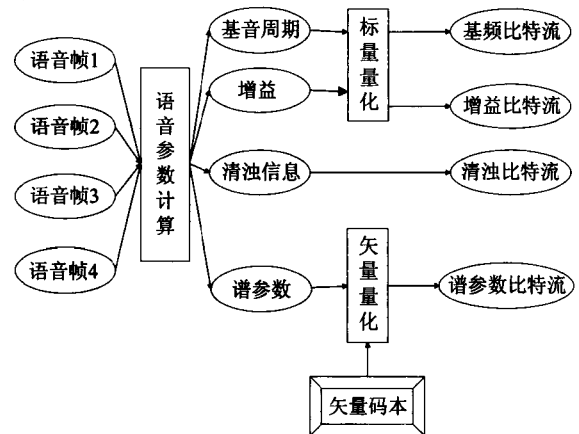 语音帧1
语音帧2
语音帧3
语音帧4
语音参数计算
基音周期
增益
清浊信息
谱参数
标量量化
矢量量化
矢量码本
基频比特流
增益比特流
清浊比特流
谱参数比特流